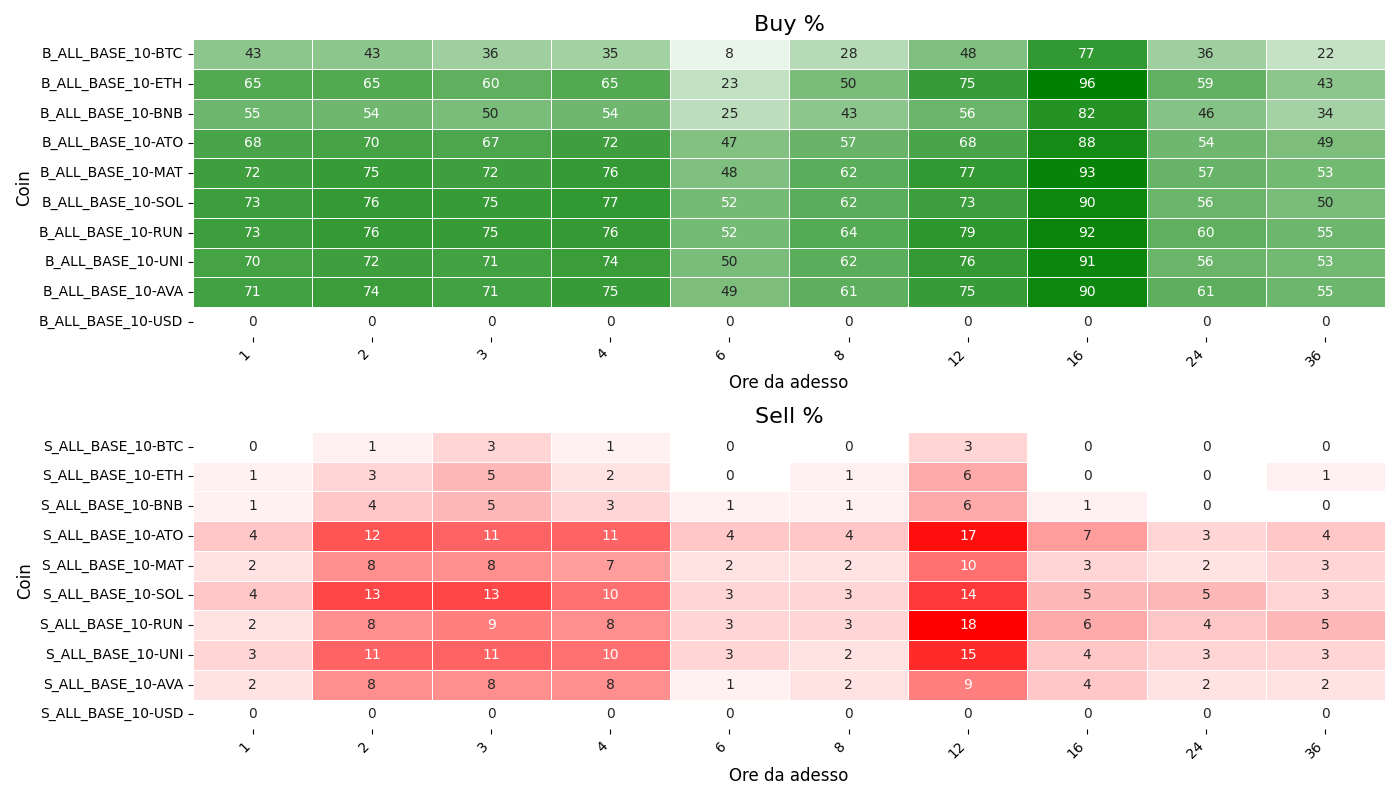 Buy %
Coin
B_ALL_BASE_10-BTC 43 43 36 35 8 28 48 77 36 22
B_ALL_BASE_10-ETH 65 65 60 65 23 50 75 96 59 43
B_ALL_BASE_10-BNB 55 54 50 54 25 43 56 82 46 34
B_ALL_BASE_10-ATO 68 70 67 72 47 57 68 88 54 49
B_ALL_BASE_10-MAT 72 75 72 76 48 62 77 93 57 53
B_ALL_BASE_10-SOL 73 76 75 77 52 62 73 90 56 50
B_ALL_BASE_10-RUN 73 76 75 76 52 64 79 92 60 55
B_ALL_BASE_10-UNI 70 72 71 74 50 62 76 91 56 53
B_ALL_BASE_10-AVA 71 74 71 75 49 61 75 90 61 55
B_ALL_BASE_10-USD 0 0 0 0 0 0 0 0 0 0
1 2 3 4 6 8 12 16 24 36
Ore da adesso
Sell %
Coin
S_ALL_BASE_10-BTC 0 1 3 1 0 0 3 0 0 0
S_ALL_BASE_10-ETH 1 3 5 2 0 1 6 0 0 1
S_ALL_BASE_10-BNB 1 4 5 3 1 1 6 1 0 0
S_ALL_BASE_10-ATO 4 12 11 11 4 4 17 7 3 4
S_ALL_BASE_10-MAT 2 8 8 7 2 2 10 3 2 3
S_ALL_BASE_10-SOL 4 13 13 10 3 3 14 5 5 3
S_ALL_BASE_10-RUN 2 8 9 8 3 3 18 6 4 5
S_ALL_BASE_10-UNI 3 11 11 10 3 2 15 4 3 3
S_ALL_BASE_10-AVA 2 8 8 8 1 2 9 4 2 2
S_ALL_BASE_10-USD 0 0 0 0 0 0 0 0 0 0
1 2 3 4 6 8 12 16 24 36
Ore da adesso